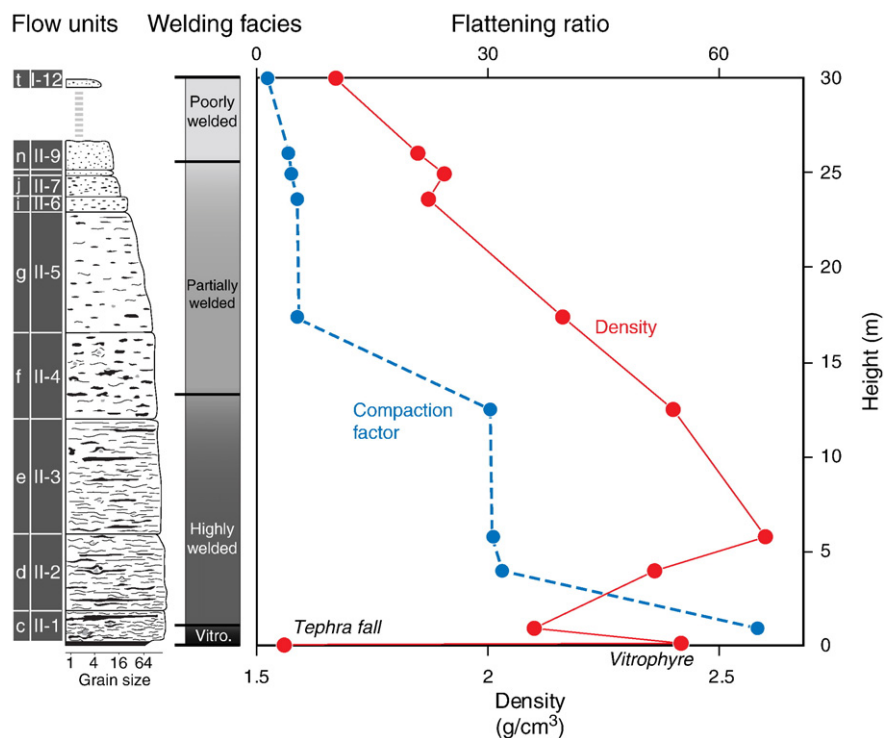 Flow units Welding facies Flattening ratio
0 30 60
t I-12
n II-9
j II-7
i II-6
g II-5
f II-4
e II-3
d II-2
c II-1
1 4 16 64
Grain size
Poorly
welded
Partially
welded
Highly
welded
Vitro.
Density
Compaction
factor
Tephra fall
Vitrophyre
30
25
20
15
10
5
0
Height (m)
1.5 2 2.5
Density
(g/cm³)